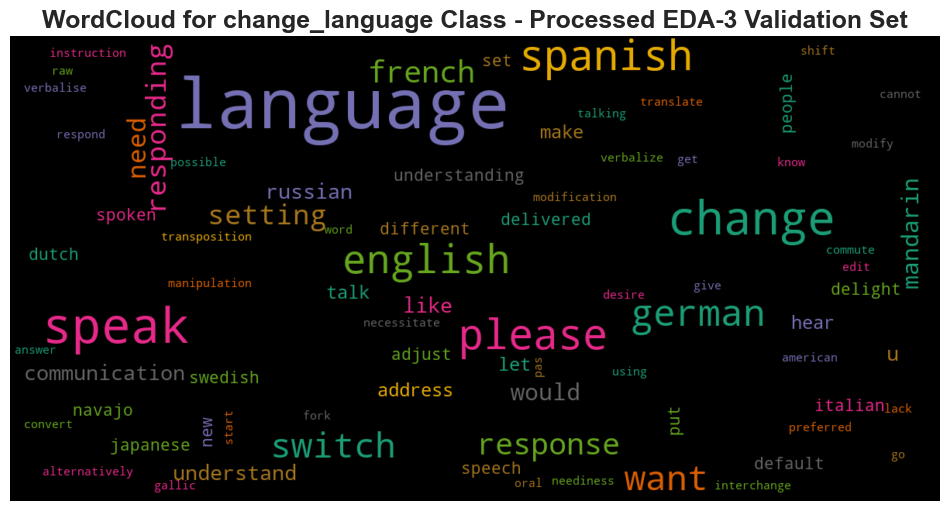 WordCloud for change_language Class - Processed EDA-3 Validation Set
instruction
raw
verbalise
responding
french
set
spanish
shift
language
people
cannot
translate
talking
need
respond
make
modify
possible
verbalize
get
know
understanding
russian
modification
spoken
setting
delivered
change
mandarin
word
different
transposition
dutch
english
commute
edit
manipulation
talk
like
desire
give
delight
german
speak
necessitate
please
hear
answer
adjust
let
pas
using
american
u
communication
swedish
address
would
navajo
convert
new
start
fork
put
italian
lack
preferred
japanese
switch
response
alternatively
gallic
understand
speech
oral
neediness
want
interchange
default
go